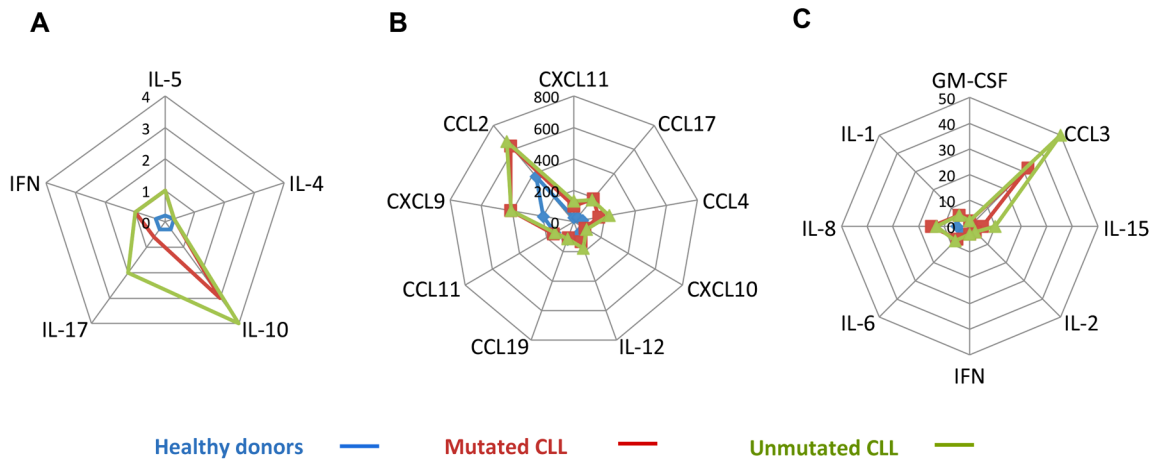 A
B
C
IL-5
4
3
2
1
0
IL-4
IL-10
IL-17
IFN
CXCL11
800
600
400
200
0
CCL17
CCL4
CXCL10
IL-12
CCL19
CCL11
CXCL9
CCL2
GM-CSF
50
40
30
20
10
0
CCL3
IL-15
IL-2
IFN
IL-6
IL-8
IL-1
Healthy donors
Mutated CLL
Unmutated CLL